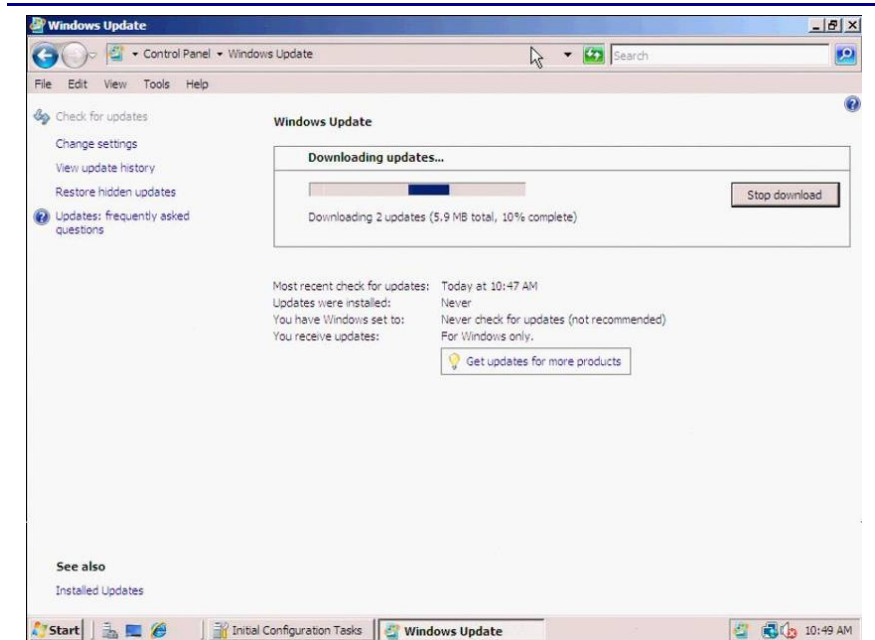 Windows Update
Control Panel ▾ Windows Update
Search
File Edit View Tools Help
Check for updates
Change settings
View update history
Restore hidden updates
Updates: frequently asked
questions
Windows Update
Downloading updates...
Stop download
Downloading 2 updates (5.9 MB total, 10% complete)
Most recent check for updates: Today at 10:47 AM
Updates were installed: Never
You have Windows set to: Never check for updates (not recommended)
You receive updates: For Windows only.
Get updates for more products
See also
Installed Updates
Start Initial Configuration Tasks Windows Update 10:49 AM